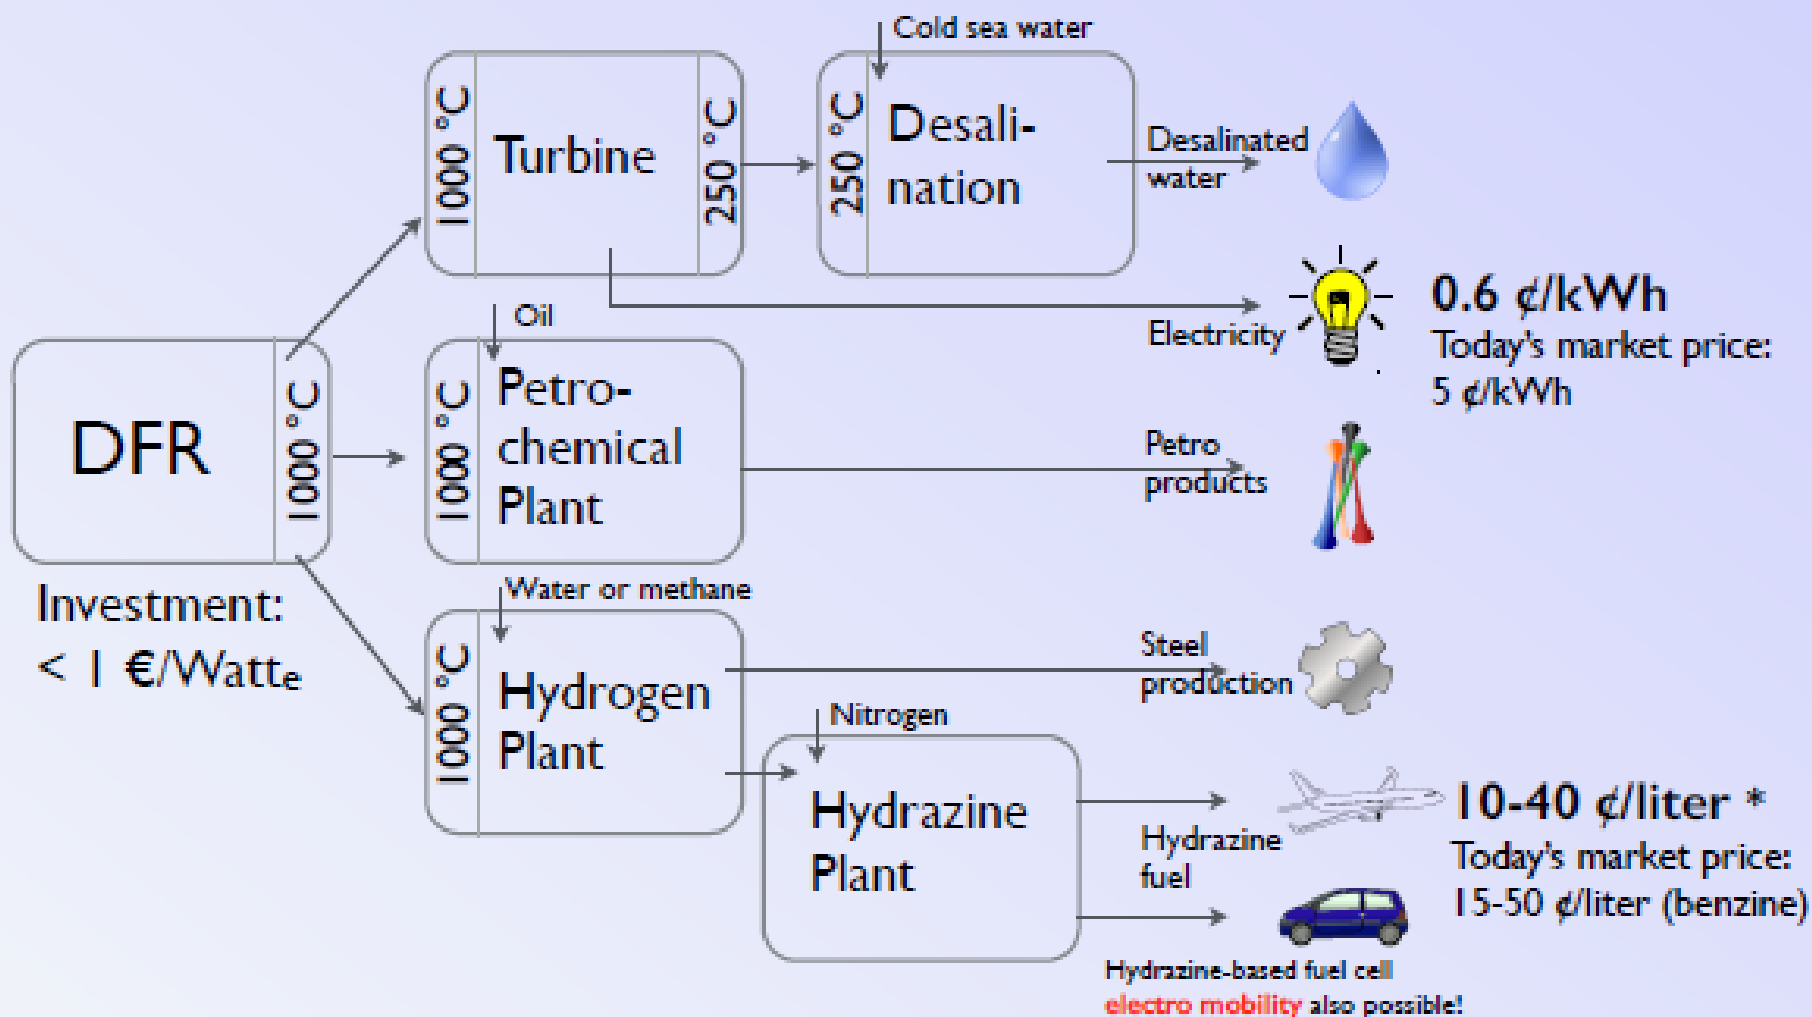 Cold sea water
1000 °C
Turbine
250 °C
250 °C
Desali-
nation
Desalinated
water
Oil
Electricity
0.6 ¢/kWh
Today's market price:
5 ¢/kWh
DFR
1000 °C
1000 °C
Petro-
chemical
Plant
Petro
products
Investment:
< 1 €/Watte
Water or methane
1000 °C
Hydrogen
Plant
Steel
production
Nitrogen
Hydrazine
Plant
Hydrazine
fuel
10-40 ¢/liter *
Today's market price:
15-50 ¢/liter (benzine)
Hydrazine-based fuel cell
electro mobility also possible!